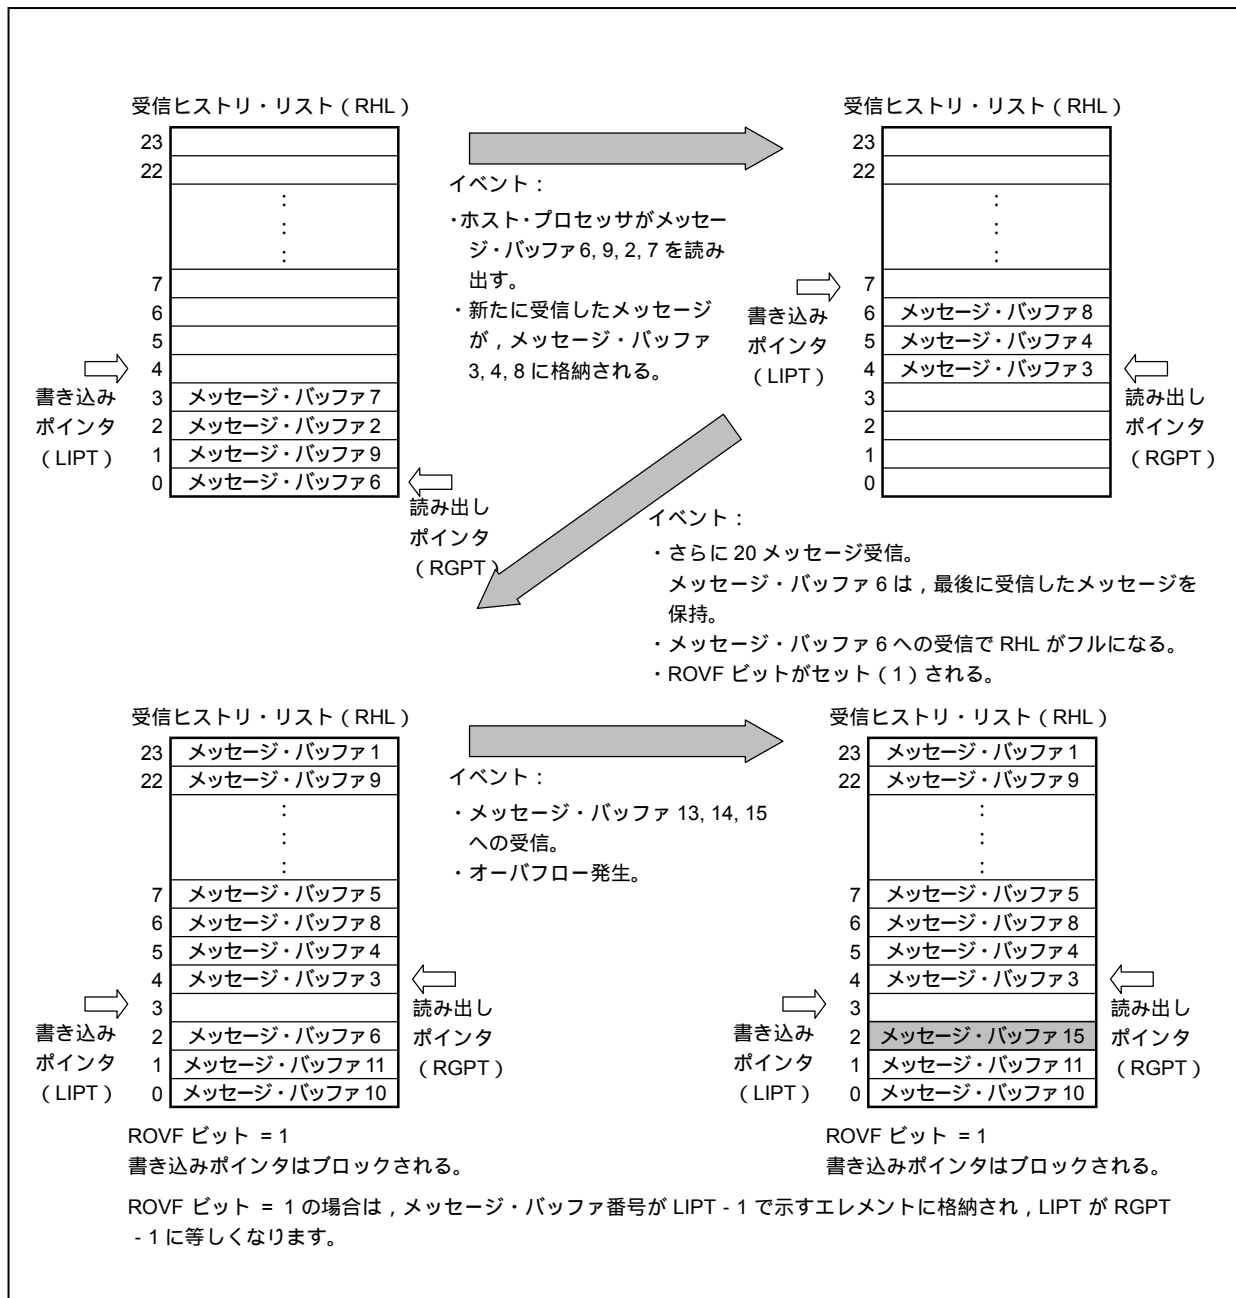 受信ヒストリ・リスト（RHL）
23
22
：
：
：
7
6
5
4
3 メッセージ・バッファ 7
2 メッセージ・バッファ 2
1 メッセージ・バッファ 9
0 メッセージ・バッファ 6
書き込み
ポインタ
（LIPT）
読み出し
ポインタ
（RGPT）
イベント：
・ホスト・プロセッサがメッセー
ジ・バッファ 6, 9, 2, 7 を読み
出す。
・新たに受信したメッセージ
が，メッセージ・バッファ
3, 4, 8 に格納される。
受信ヒストリ・リスト（RHL）
23
22
：
：
：
7
6 メッセージ・バッファ 8
5 メッセージ・バッファ 4
4 メッセージ・バッファ 3
3
2
1
0
書き込み
ポインタ
（LIPT）
読み出し
ポインタ
（RGPT）
イベント：
・さらに 20 メッセージ受信。
メッセージ・バッファ 6 は，最後に受信したメッセージを
保持。
・メッセージ・バッファ 6 への受信で RHL がフルになる。
・ROVF ビットがセット（1）される。
受信ヒストリ・リスト（RHL）
23 メッセージ・バッファ 1
22 メッセージ・バッファ 9
：
：
：
7 メッセージ・バッファ 5
6 メッセージ・バッファ 8
5 メッセージ・バッファ 4
4 メッセージ・バッファ 3
3
2 メッセージ・バッファ 6
1 メッセージ・バッファ 11
0 メッセージ・バッファ 10
書き込み
ポインタ
（LIPT）
読み出し
ポインタ
（RGPT）
ROVF ビット = 1
書き込みポインタはブロックされる。
イベント：
・メッセージ・バッファ 13, 14, 15
への受信。
・オーバフロー発生。
受信ヒストリ・リスト（RHL）
23 メッセージ・バッファ 1
22 メッセージ・バッファ 9
：
：
：
7 メッセージ・バッファ 5
6 メッセージ・バッファ 8
5 メッセージ・バッファ 4
4 メッセージ・バッファ 3
3
2 メッセージ・バッファ 15
1 メッセージ・バッファ 11
0 メッセージ・バッファ 10
書き込み
ポインタ
（LIPT）
読み出し
ポインタ
（RGPT）
ROVF ビット = 1
書き込みポインタはブロックされる。
ROVF ビット = 1 の場合は，メッセージ・バッファ番号が LIPT - 1 で示すエレメントに格納され，LIPT が RGPT
- 1 に等しくなります。